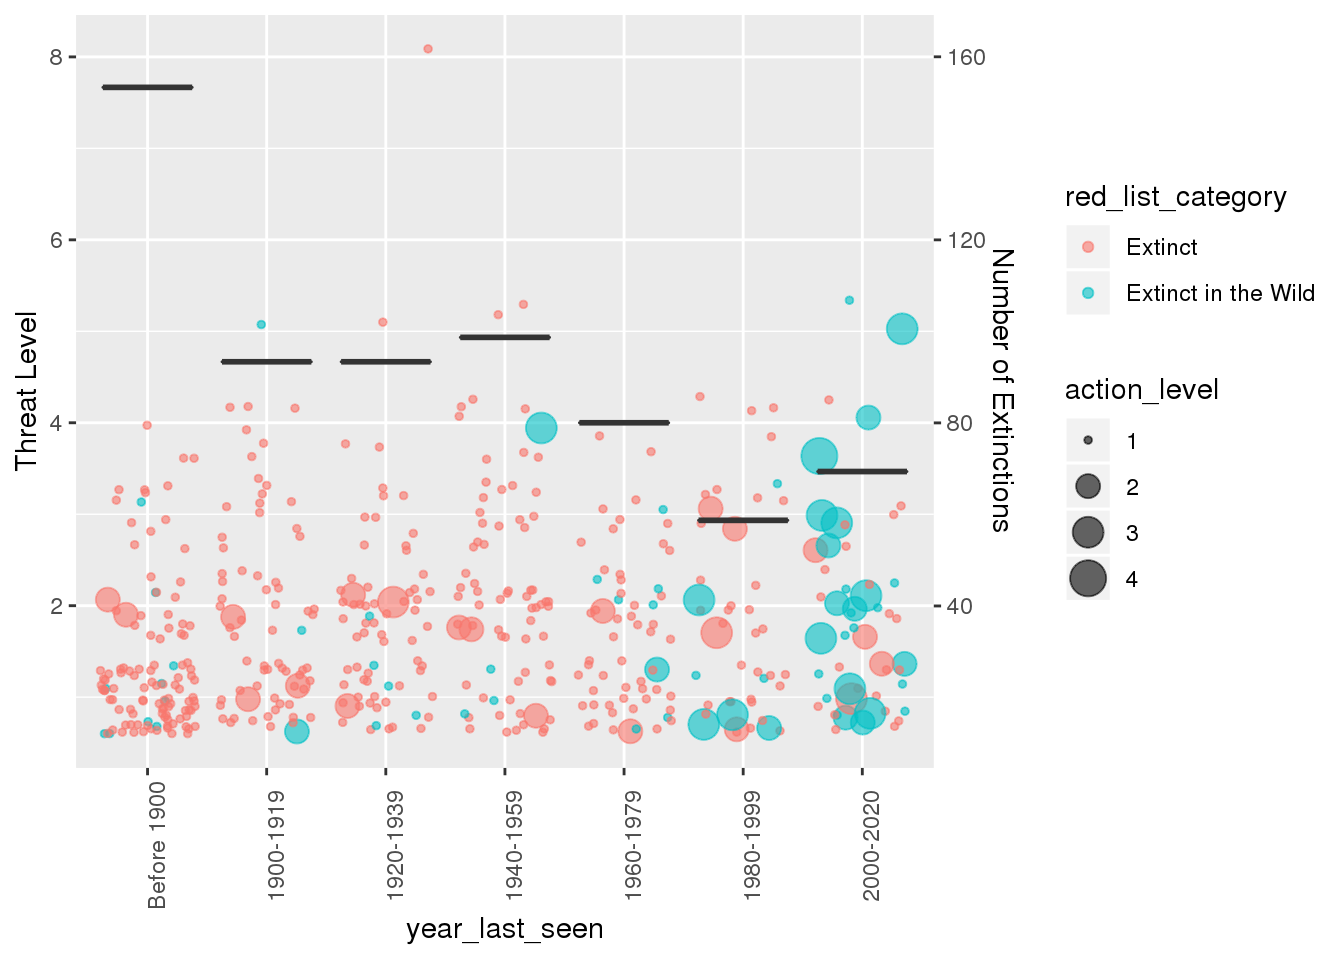 8
6
4
2
Threat Level
160
120
80
40
Number of Extinctions
Before 1900
1900-1919
1920-1939
1940-1959
1960-1979
1980-1999
2000-2020
year_last_seen
red_list_category
Extinct
Extinct in the Wild
action_level
1
2
3
4